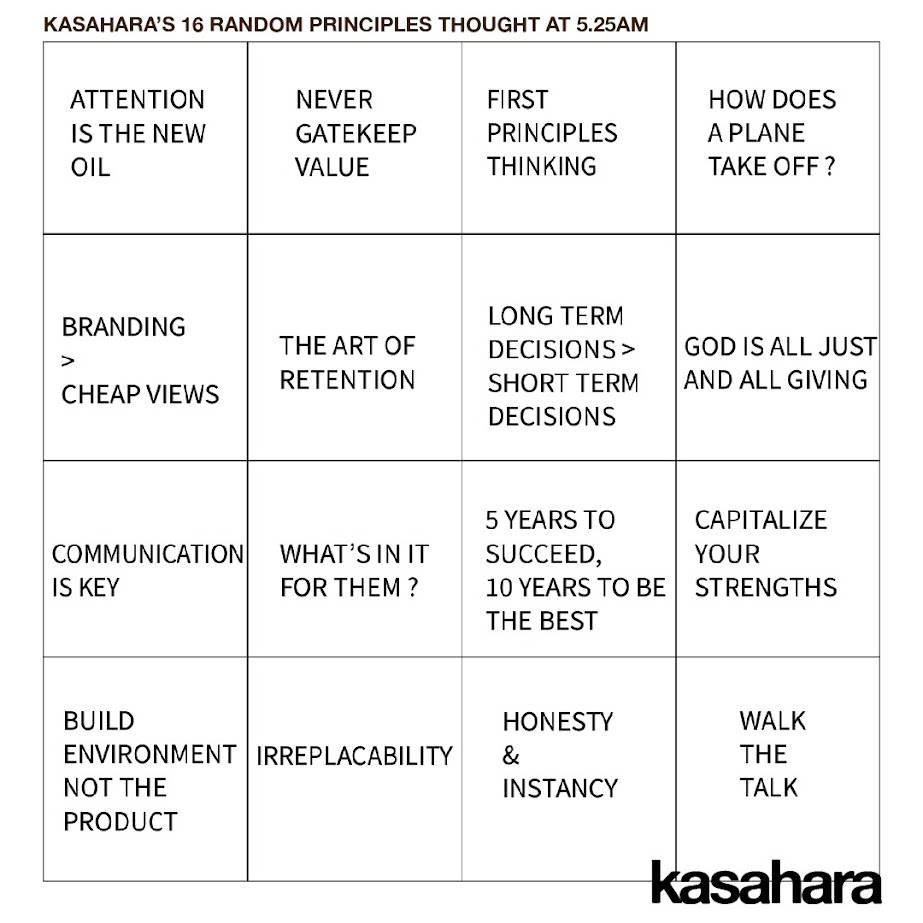 KASAHARA'S 16 RANDOM PRINCIPLES THOUGHT AT 5.25AM
ATTENTION
IS THE NEW
OIL
NEVER
GATEKEEP
VALUE
FIRST
PRINCIPLES
THINKING
HOW DOES
A PLANE
TAKE OFF ?
BRANDING
>
CHEAP VIEWS
THE ART OF
RETENTION
LONG TERM
DECISIONS >
SHORT TERM
DECISIONS
GOD IS ALL JUST
AND ALL GIVING
COMMUNICATION
IS KEY
WHAT'S IN IT
FOR THEM ?
5 YEARS TO
SUCCEED,
10 YEARS TO BE
THE BEST
CAPITALIZE
YOUR
STRENGTHS
BUILD
ENVIRONMENT
NOT THE
PRODUCT
IRREPLACABILITY
HONESTY
&
INSTANCY
WALK
THE
TALK
kasahara